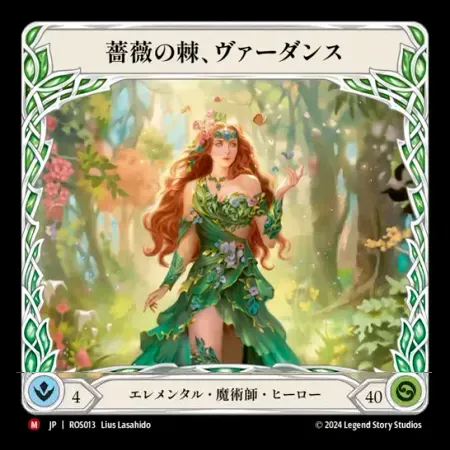 薔薇の棘、ヴァーダンス
4
エレメンタル・魔術師・ヒーロー
40
M JP | ROS013 Lius Lasahido
© 2024 Legend Story Studios